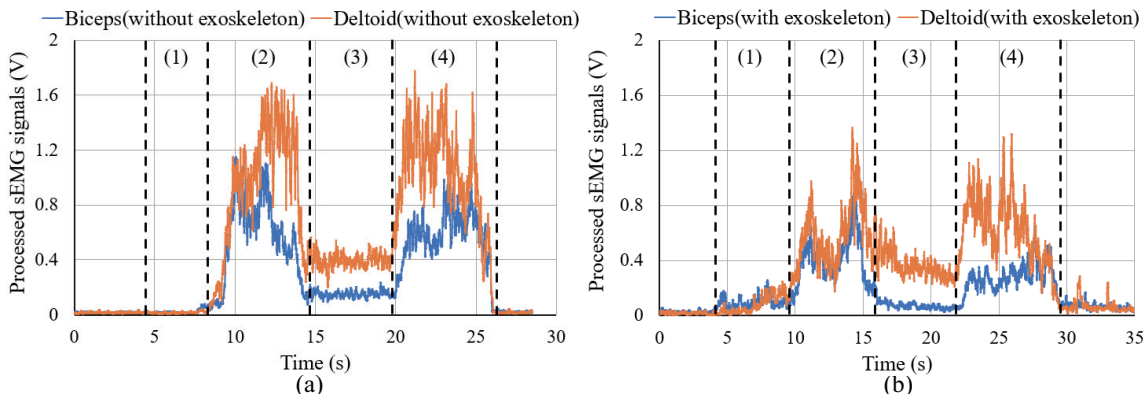 Biceps(without exoskeleton) Deltoid(without exoskeleton)
Processed sEMG signals (V)
2
1.6
1.2
0.8
0.4
0
(1) (2) (3) (4)
0 5 10 15 20 25 30
Time (s)
(a)
Biceps(with exoskeleton) Deltoid(with exoskeleton)
Processed sEMG signals (V)
2
1.6
1.2
0.8
0.4
0
(1) (2) (3) (4)
0 5 10 15 20 25 30 35
Time (s)
(b)